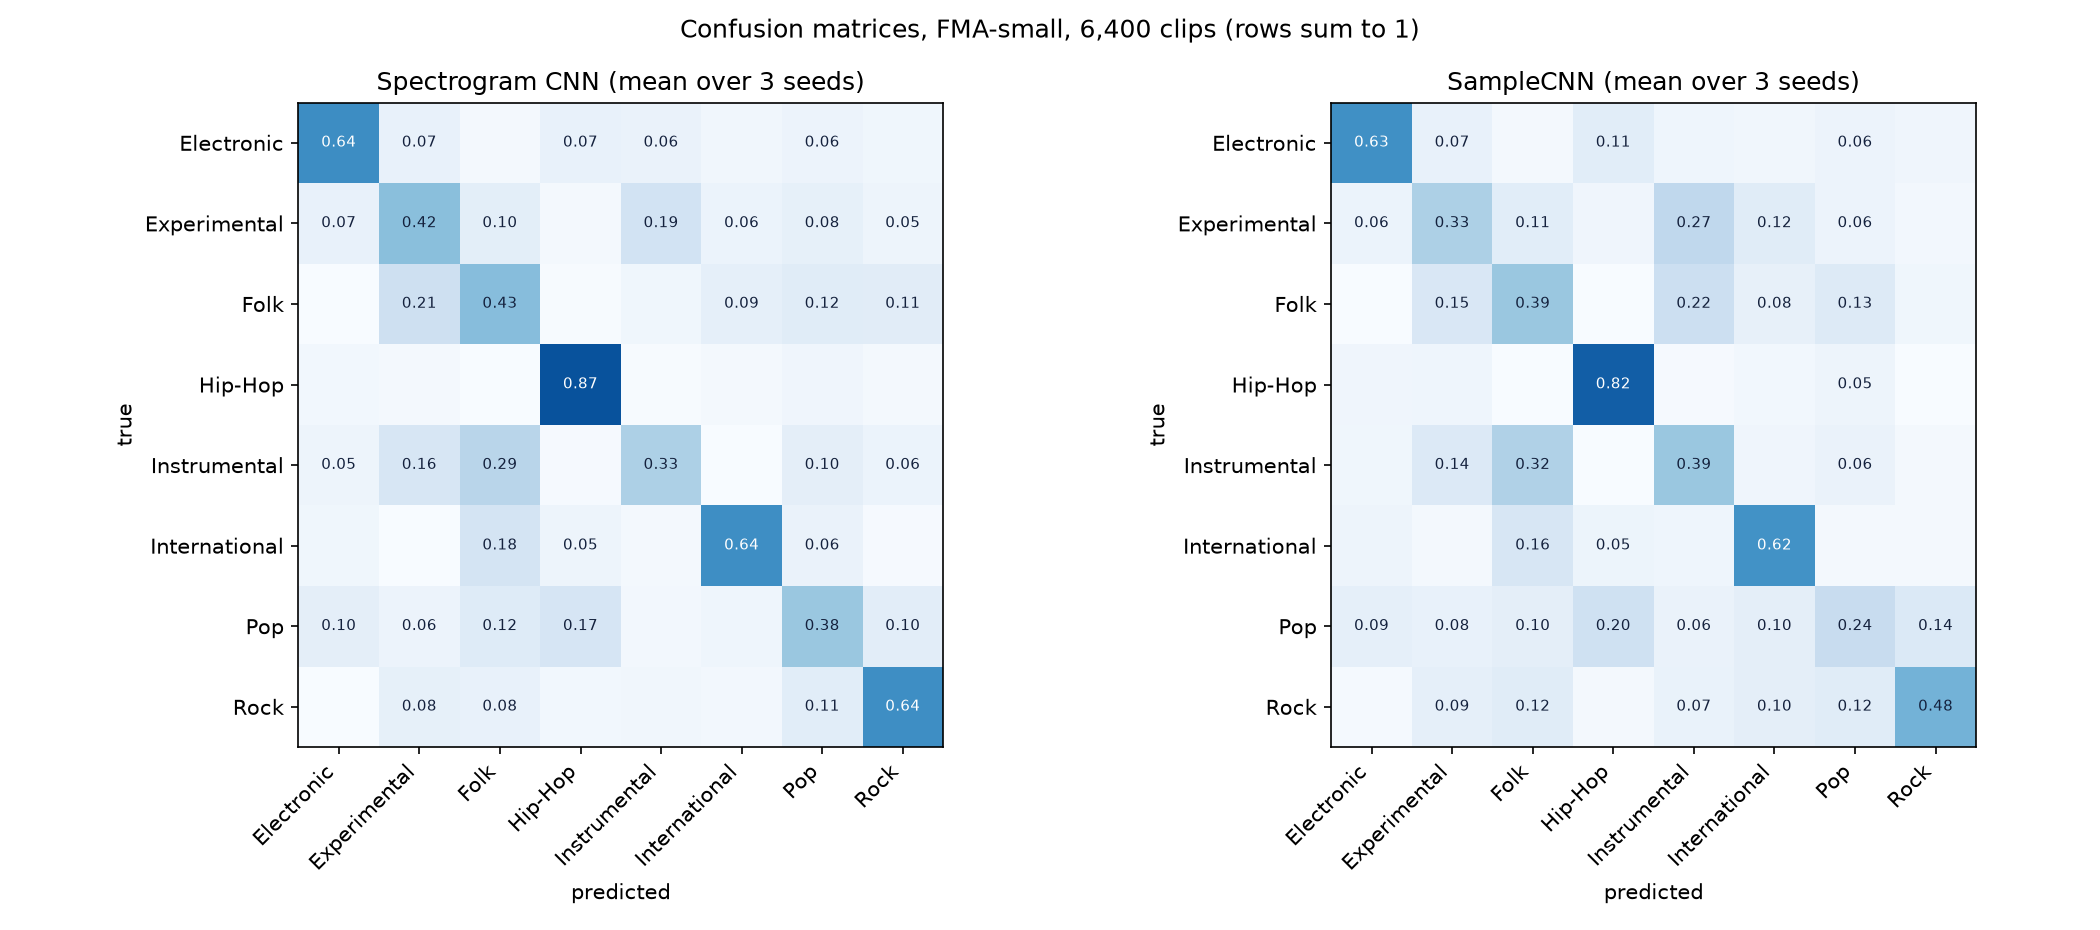 Confusion matrices, FMA-small, 6,400 clips (rows sum to 1)
Spectrogram CNN (mean over 3 seeds)
true
Electronic 0.64 0.07 0.07 0.06 0.06
Experimental 0.07 0.42 0.10 0.19 0.06 0.08 0.05
Folk 0.21 0.43 0.09 0.12 0.11
Hip-Hop 0.87
Instrumental 0.05 0.16 0.29 0.33 0.10 0.06
International 0.18 0.05 0.64 0.06
Pop 0.10 0.06 0.12 0.17 0.38 0.10
Rock 0.08 0.08 0.11 0.64
Electronic Experimental Folk Hip-Hop Instrumental International Pop Rock
predicted
SampleCNN (mean over 3 seeds)
true
Electronic 0.63 0.07 0.11 0.06
Experimental 0.06 0.33 0.11 0.27 0.12 0.06
Folk 0.15 0.39 0.22 0.08 0.13
Hip-Hop 0.82 0.05
Instrumental 0.14 0.32 0.39 0.06
International 0.16 0.05 0.62
Pop 0.09 0.08 0.10 0.20 0.06 0.10 0.24 0.14
Rock 0.09 0.12 0.07 0.10 0.12 0.48
Electronic Experimental Folk Hip-Hop Instrumental International Pop Rock
predicted